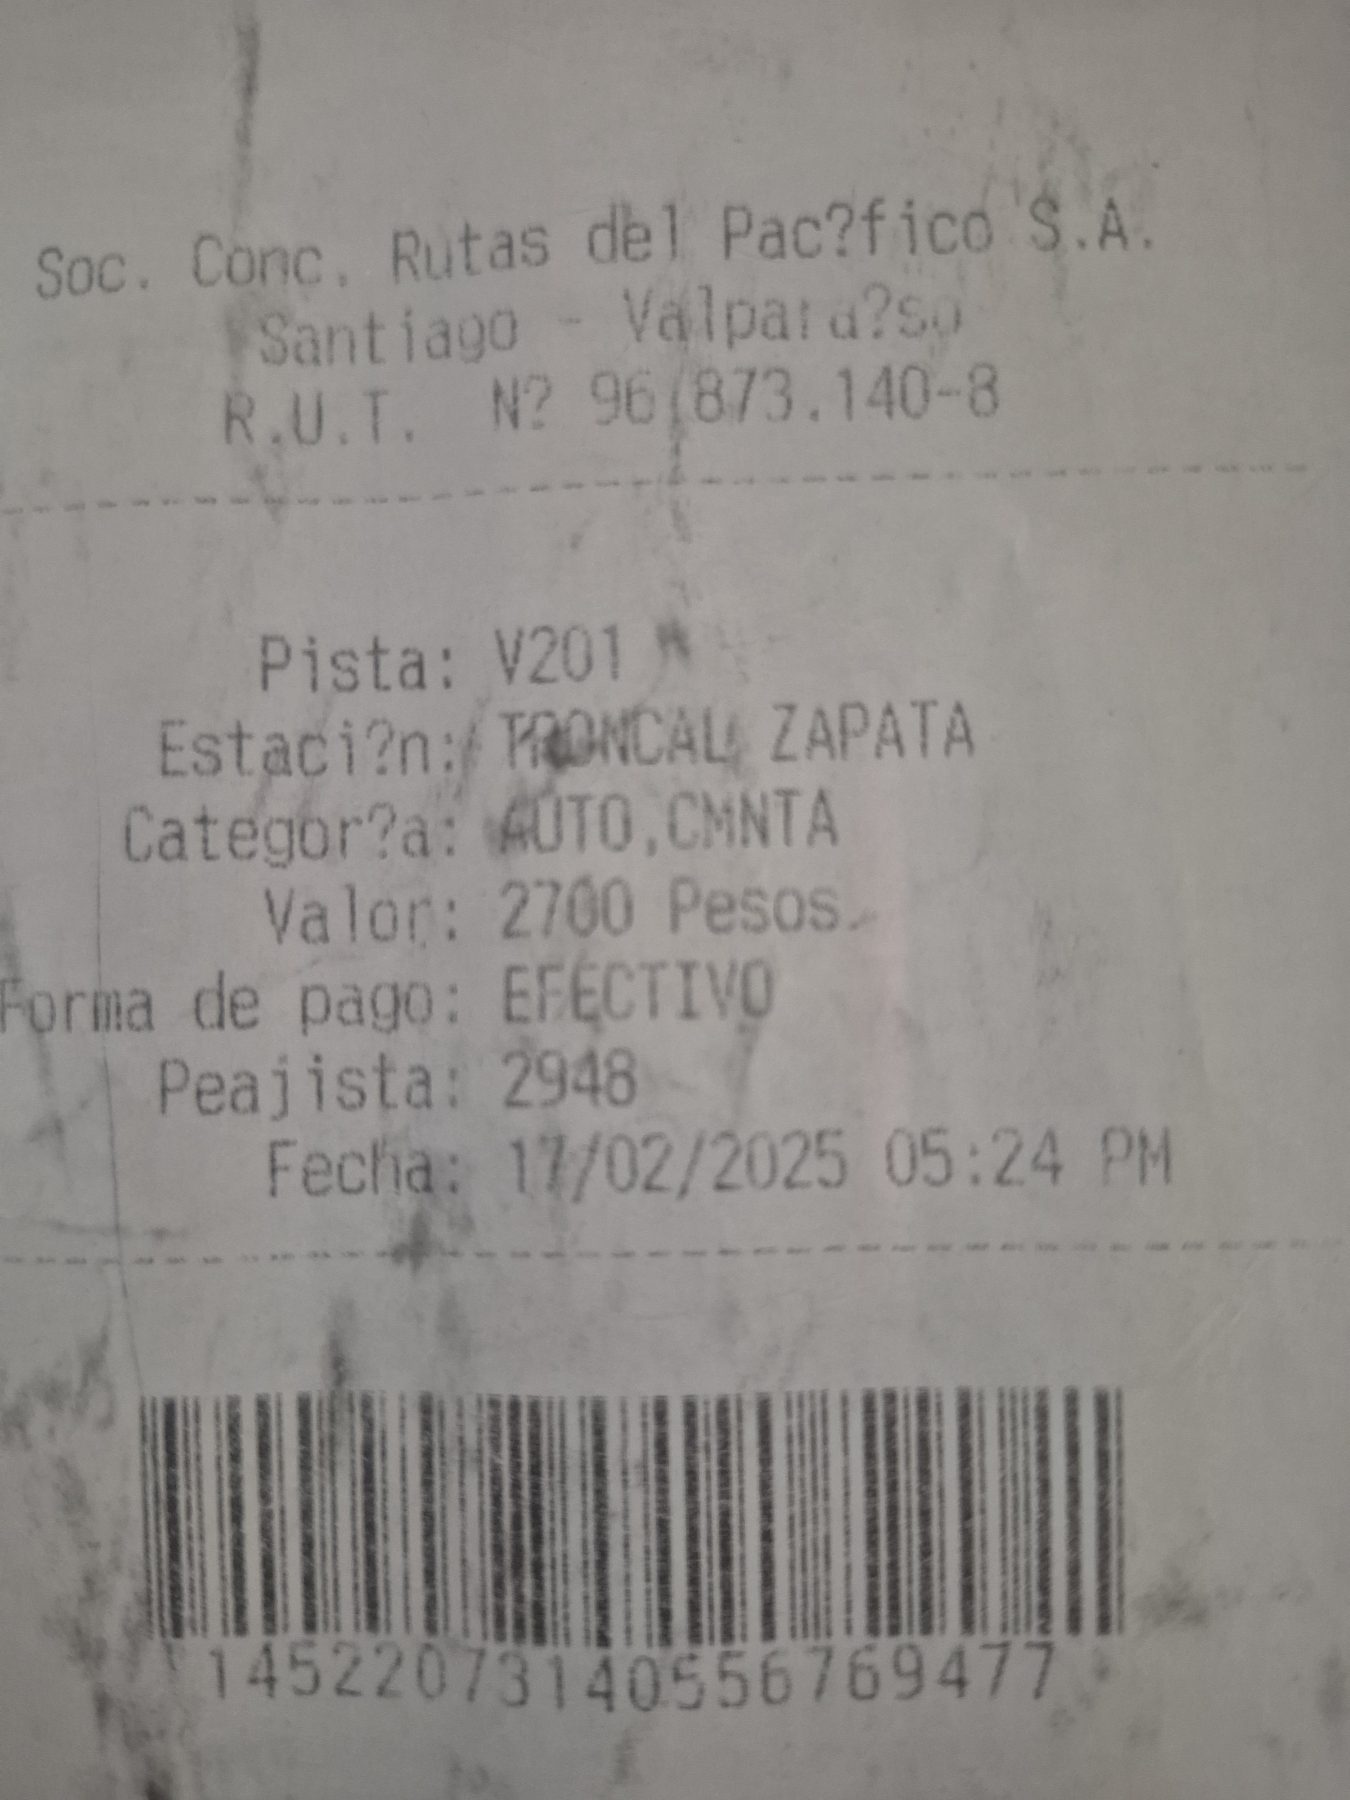 Soc. Conc. Rutas del Pac?fico S.A.
Santiago - Valpara?so
R.U.T. N? 96.873.140-8
Pista: V201
Estaci?n: TRONCAL ZAPATA
Categor?a: AUTO,CMNTA
Valor: 2700 Pesos.
Forma de pago: EFECTIVO
Peajista: 2948
Fecha: 17/02/2025 05:24 PM
14522073140556769477